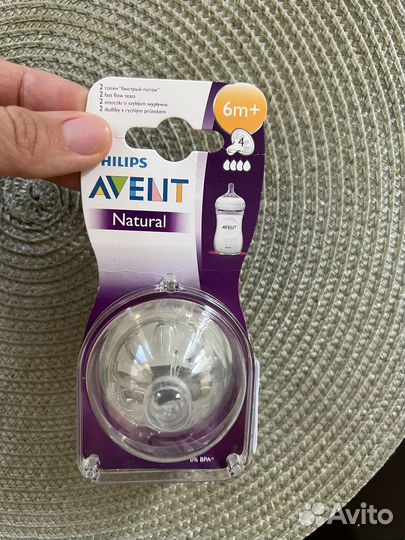 2 соски "быстрый поток"
2 fast flow teats
2 smoczki o szybkim wypływie
2 dudlíky s rychlým průtokem
6m+
4
PHILIPS
AVENT
Natural
AVENT
0% BPA*
Avito